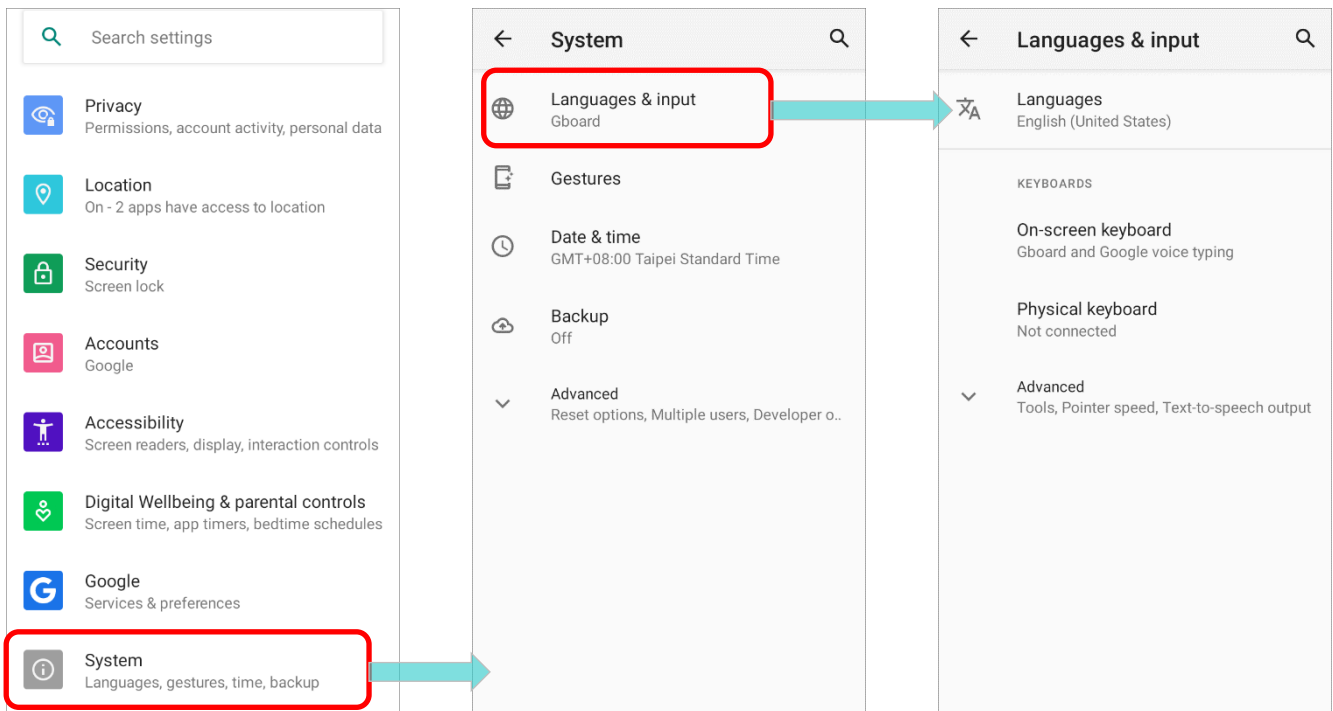 Search settings
Privacy
Permissions, account activity, personal data
Location
On - 2 apps have access to location
Security
Screen lock
Accounts
Google
Accessibility
Screen readers, display, interaction controls
Digital Wellbeing & parental controls
Screen time, app timers, bedtime schedules
Google
Services & preferences
System
Languages, gestures, time, backup
System
Languages & input
Gboard
Gestures
Date & time
GMT+08:00 Taipei Standard Time
Backup
Off
Advanced
Reset options, Multiple users, Developer o..
Languages & input
Languages
English (United States)
KEYBOARDS
On-screen keyboard
Gboard and Google voice typing
Physical keyboard
Not connected
Advanced
Tools, Pointer speed, Text-to-speech output